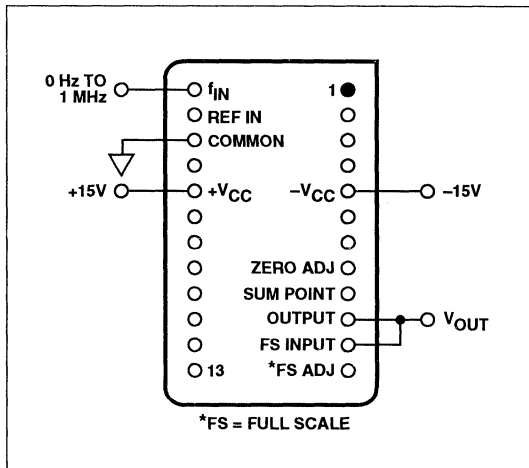 0 Hz TO
1 MHz
fIN
1
REF IN
COMMON
+15V
+VCC
–VCC
–15V
ZERO ADJ
SUM POINT
OUTPUT
VOUT
FS INPUT
13
*FS ADJ
*FS = FULL SCALE